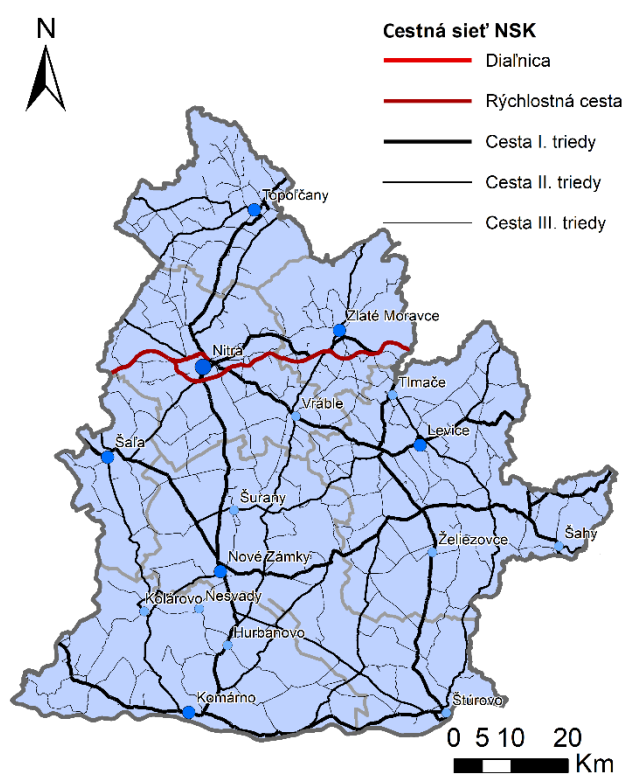 N
Cestná sieť NSK
Diaľnica
Rýchlostná cesta
Cesta I. triedy
Cesta II. triedy
Cesta III. triedy
Topoľčany
Zlaté Moravce
Nitra
Tlmače
Vráble
Levice
Šaľa
Šurany
Želiezovce
Šahy
Nové Zámky
Kolárovo
Nesvady
Hurbanovo
Komárno
Štúrovo
0 5 10 20
Km